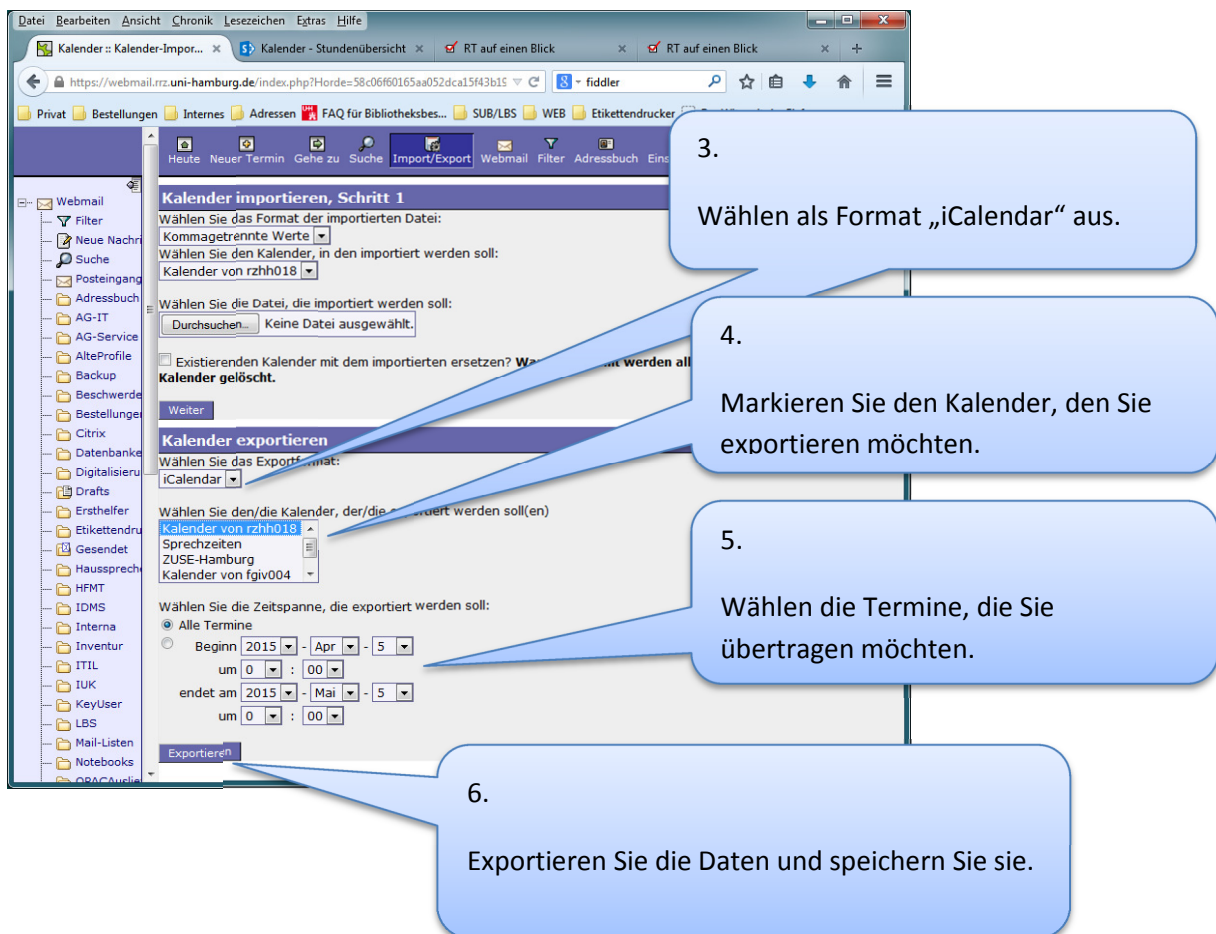 Datei Bearbeiten Ansicht Chronik Lesezeichen Extras Hilfe
Kalender :: Kalender-Impor... × Kalender - Stundenübersicht × RT auf einen Blick × RT auf einen Blick × +
https://webmail.rrz.uni-hamburg.de/index.php?Horde=58c06f60165aa052dca15f43b19 fiddler
Privat Bestellungen Internes Adressen FAQ für Bibliotheksbes... SUB/LBS WEB Etikettendrucker
Heute Neuer Termin Gehe zu Suche Import/Export Webmail Filter Adressbuch Eins
Webmail
Filter
Neue Nachri
Suche
Posteingang
Adressbuch
AG-IT
AG-Service
AlteProfile
Backup
Beschwerde
Bestellunger
Citrix
Datenbanke
Digitalisieru
Drafts
Ersthelfer
Etikettendru
Gesendet
Haussprech
HFMT
IDMS
Interna
Inventur
ITIL
IUK
KeyUser
LBS
Mail-Listen
Notebooks
Kalender importieren, Schritt 1
Wählen Sie das Format der importierten Datei:
Kommagetrennte Werte
Wählen Sie den Kalender, in den importiert werden soll:
Kalender von rzhh018
Wählen Sie die Datei, die importiert werden soll:
Durchsuchen... Keine Datei ausgewählt.
Existierenden Kalender mit dem importierten ersetzen? Wa mit werden all
Kalender gelöscht.
Weiter
Kalender exportieren
Wählen Sie das Exportformat:
iCalendar
Wählen Sie den/die Kalender, der/die exportiert werden soll(en)
Kalender von rzhh018
Sprechzeiten
ZUSE-Hamburg
Kalender von fgiv004
Wählen Sie die Zeitspanne, die exportiert werden soll:
Alle Termine
Beginn 2015 - Apr - 5
um 0 : 00
endet am 2015 - Mai - 5
um 0 : 00
Exportieren
3.
Wählen als Format „iCalendar“ aus.
4.
Markieren Sie den Kalender, den Sie
exportieren möchten.
5.
Wählen die Termine, die Sie
übertragen möchten.
6.
Exportieren Sie die Daten und speichern Sie sie.